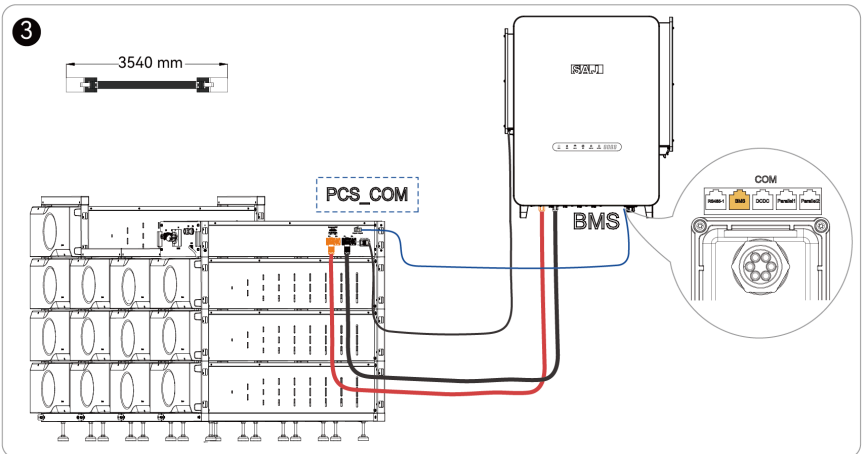 3
3540 mm
SAJ
PCS_COM
BMS
COM
RS485-1 BMS DCDC Parallel1 Parallel2